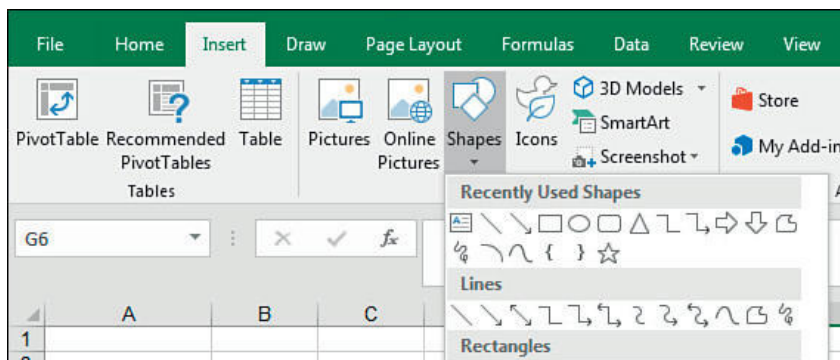 File Home Insert Draw Page Layout Formulas Data Review View
PivotTable Recommended PivotTables Table Pictures Online Pictures Shapes Icons
3D Models
SmartArt
Screenshot
Store
My Add-in
Tables
Recently Used Shapes
G6 fx
Lines
A B C
1
Rectangles